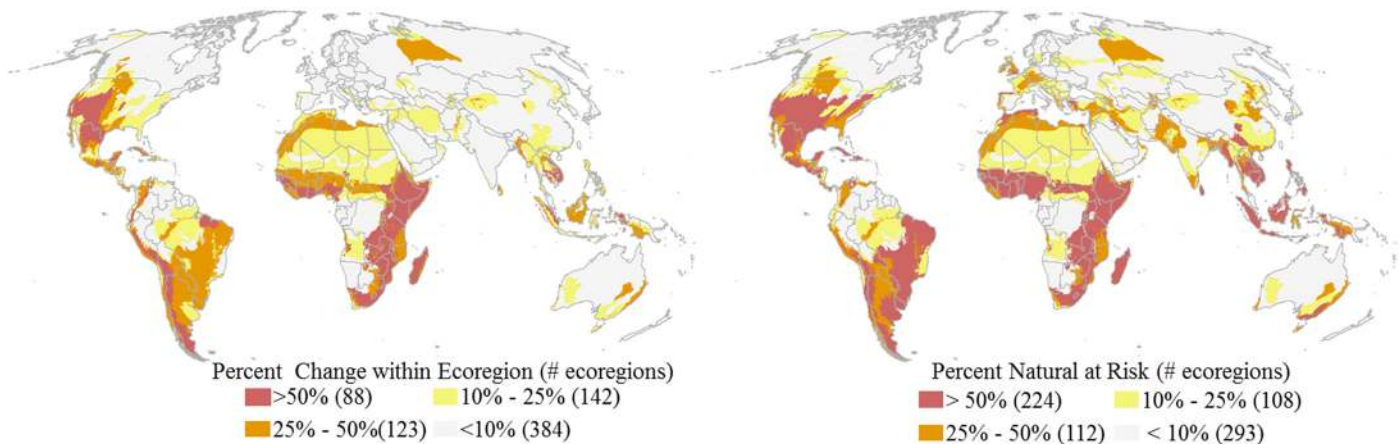 Percent Change within Ecoregion (# ecoregions)
>50% (88) 10% - 25% (142)
25% - 50%(123) <10% (384)
Percent Natural at Risk (# ecoregions)
> 50% (224) 10% - 25% (108)
25% - 50% (112) < 10% (293)